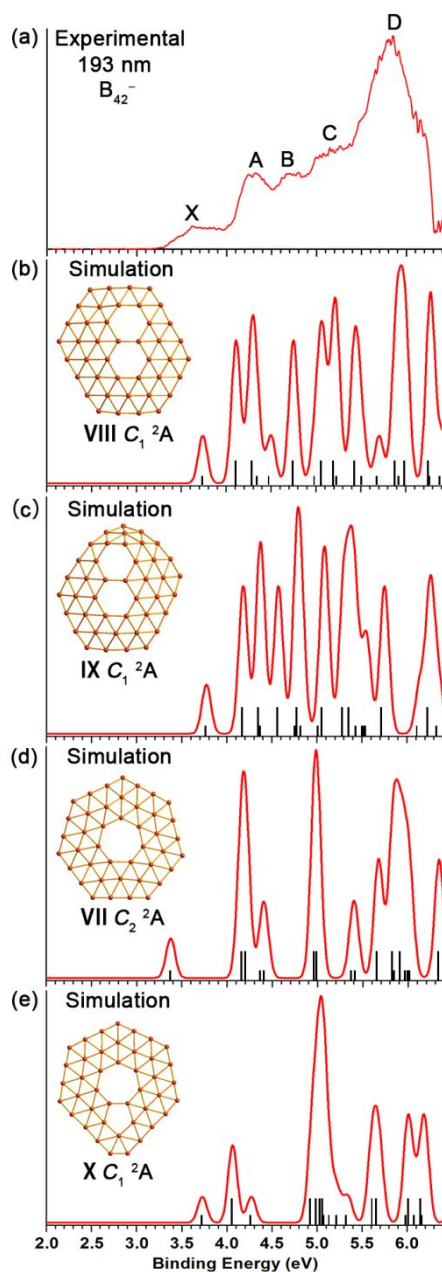 (a)
Experimental
193 nm
B₄₂⁻
X
A
B
C
D
(b)
Simulation
VIII C₁ ²A
(c)
Simulation
IX C₁ ²A
(d)
Simulation
VII C₂ ²A
(e)
Simulation
X C₁ ²A
2.0 2.5 3.0 3.5 4.0 4.5 5.0 5.5 6.0
Binding Energy (eV)